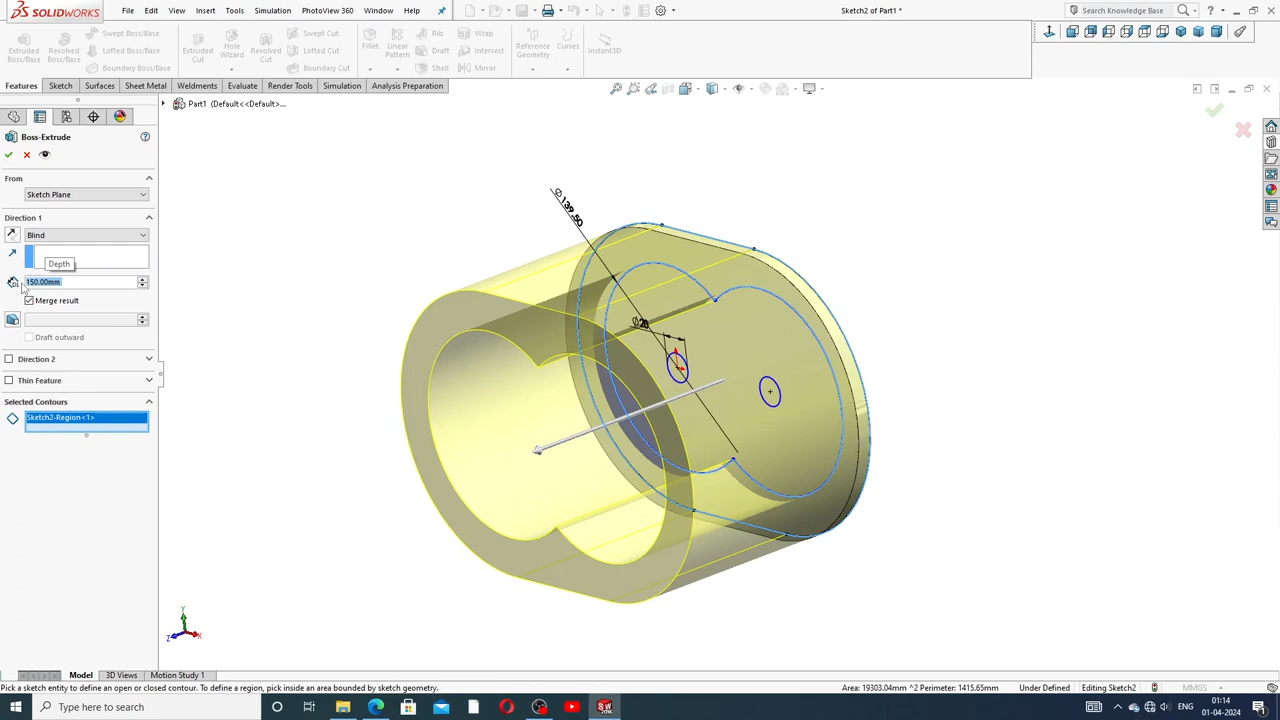 SOLIDWORKS
File Edit View Insert Tools Simulation PhotoView 360 Window Help
Sketch2 of Part1 *
Search Knowledge Base
Extruded Boss/Base
Revolved Boss/Base
Swept Boss/Base
Lofted Boss/Base
Boundary Boss/Base
Extruded Cut
Hole Wizard
Revolved Cut
Swept Cut
Lofted Cut
Boundary Cut
Fillet
Linear Pattern
Rib
Draft
Shell
Wrap
Intersect
Mirror
Reference Geometry
Curves
Instant3D
Features Sketch Surfaces Sheet Metal Weldments Evaluate Render Tools Simulation Analysis Preparation
Part1 (Default<<Default>...
Boss-Extrude
From
Sketch Plane
Direction 1
Blind
Depth
150.00mm
Merge result
Draft outward
Direction 2
Thin Feature
Selected Contours
Sketch2-Region<1>
Ø139.50
Ø28
Y
Z
X
Model 3D Views Motion Study 1
Pick a sketch entity to define an open or closed contour. To define a region, pick inside an area bounded by sketch geometry.
Area: 19303.04mm ^2 Perimeter: 1415.65mm Under Defined Editing Sketch2 MMGS
Type here to search
ENG
01:14
01-04-2024